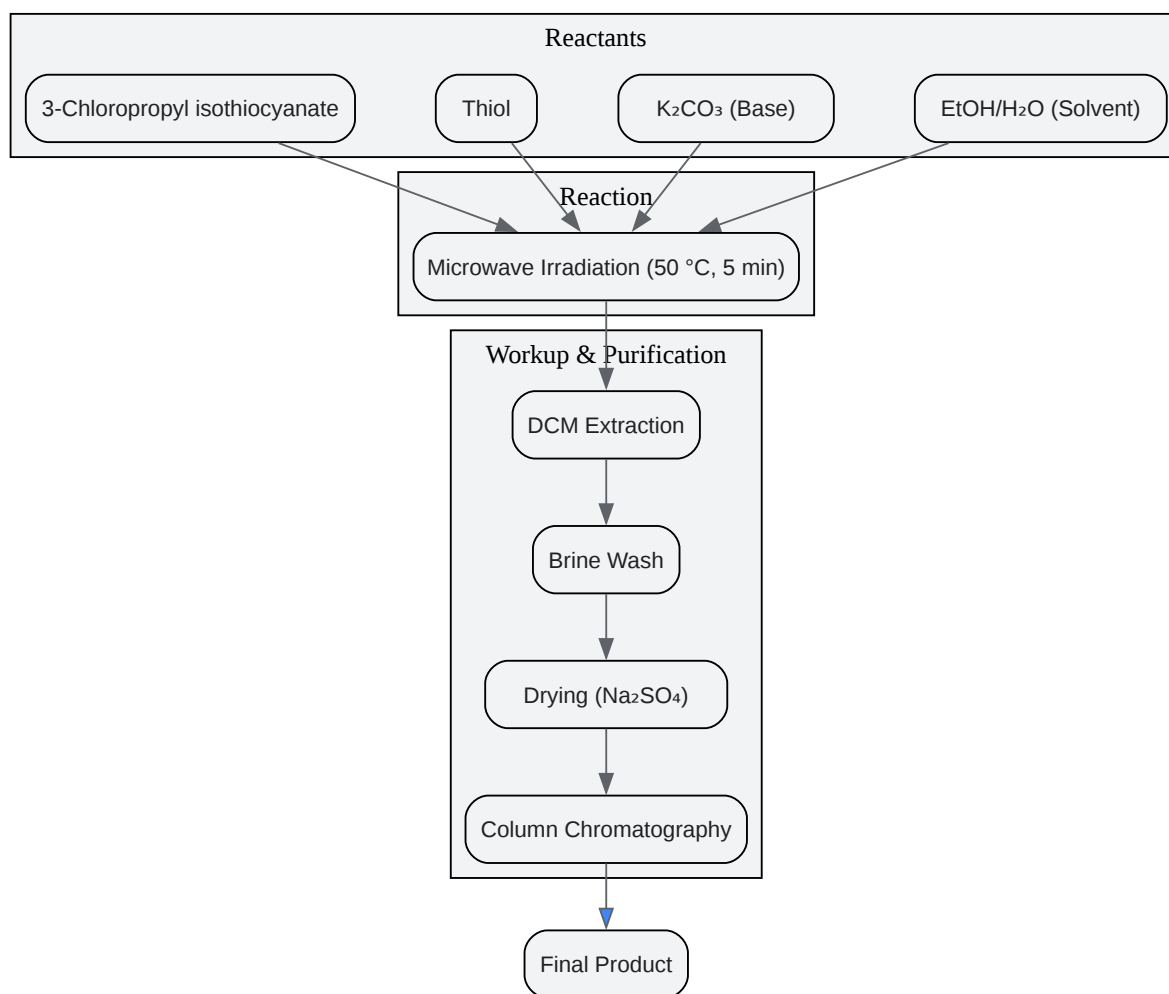 Reactants
3-Chloropropyl isothiocyanate
Thiol
K₂CO₃ (Base)
EtOH/H₂O (Solvent)
Reaction
Microwave Irradiation (50 °C, 5 min)
Workup & Purification
DCM Extraction
Brine Wash
Drying (Na₂SO₄)
Column Chromatography
Final Product